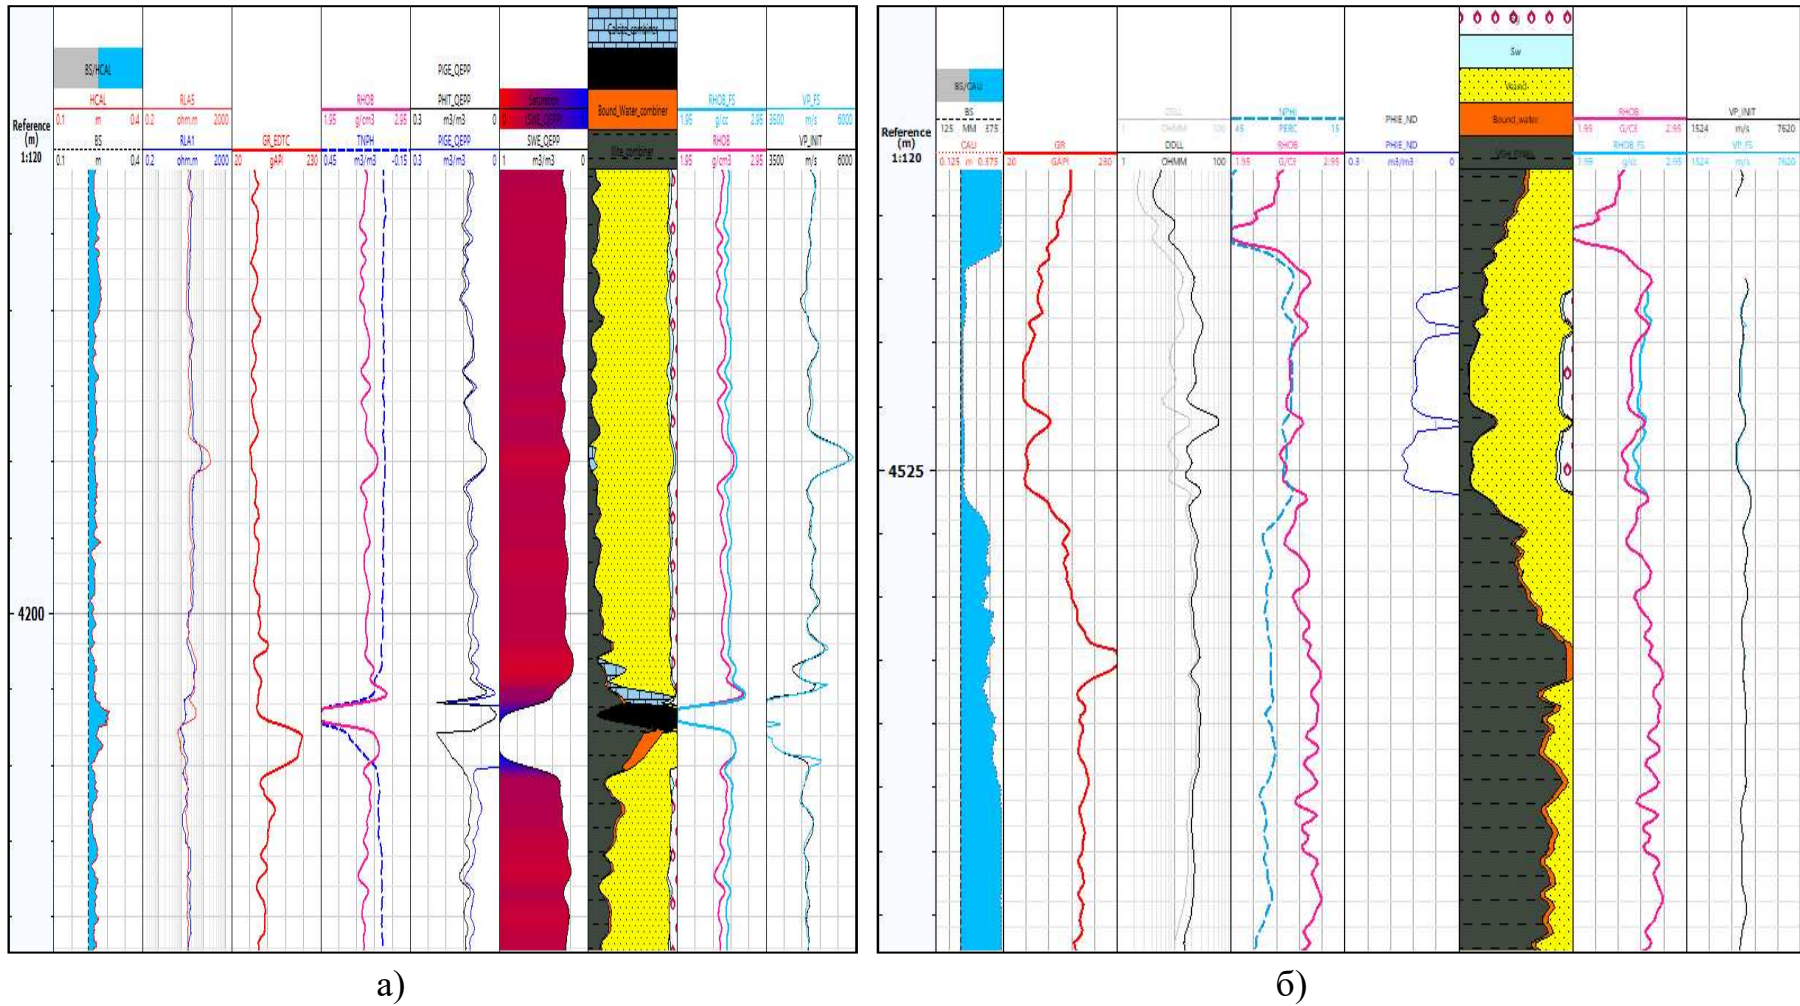 Calcite_combiner
BS/HCAL
PIGE_QEPP
HCAL RLA5 RHOB PHIT_QEPP Saturation RHOB_FS VP_FS
0.1 m 0.4 0.2 ohm.m 2000 1.95 g/cm3 2.95 0.3 m3/m3 0 0 (SWE_QEPP) Bound_Water_combiner 1.95 g/cc 2.95 3500 m/s 6000
Reference
(m)
1:120
BS RLA1 GR_EDTC TNPH PIGE_QEPP SWE_QEPP Illite_combiner RHOB VP_INIT
0.1 m 0.4 0.2 ohm.m 2000 20 gAPI 230 0.45 m3/m3 -0.15 0.3 m3/m3 0 1 m3/m3 0 1.95 g/cm3 2.95 3500 m/s 6000
4200
а)
Sw
BS/CALI
BS NPHI Bound_water RHOB VP_INIT
125 MM 375 1 OHMM 100 45 PERC 15 PHIE_ND 1.95 G/C3 2.95 1524 m/s 7620
Reference
(m)
1:120
CALI GR DDLL RHOB PHIE_ND RHOB_FS VP_FS
0.125 m 0.375 20 GAPI 230 1 OHMM 100 1.95 G/C3 2.95 0.3 m3/m3 0 1.95 g/cc 2.95 1524 m/s 7620
4525
б)